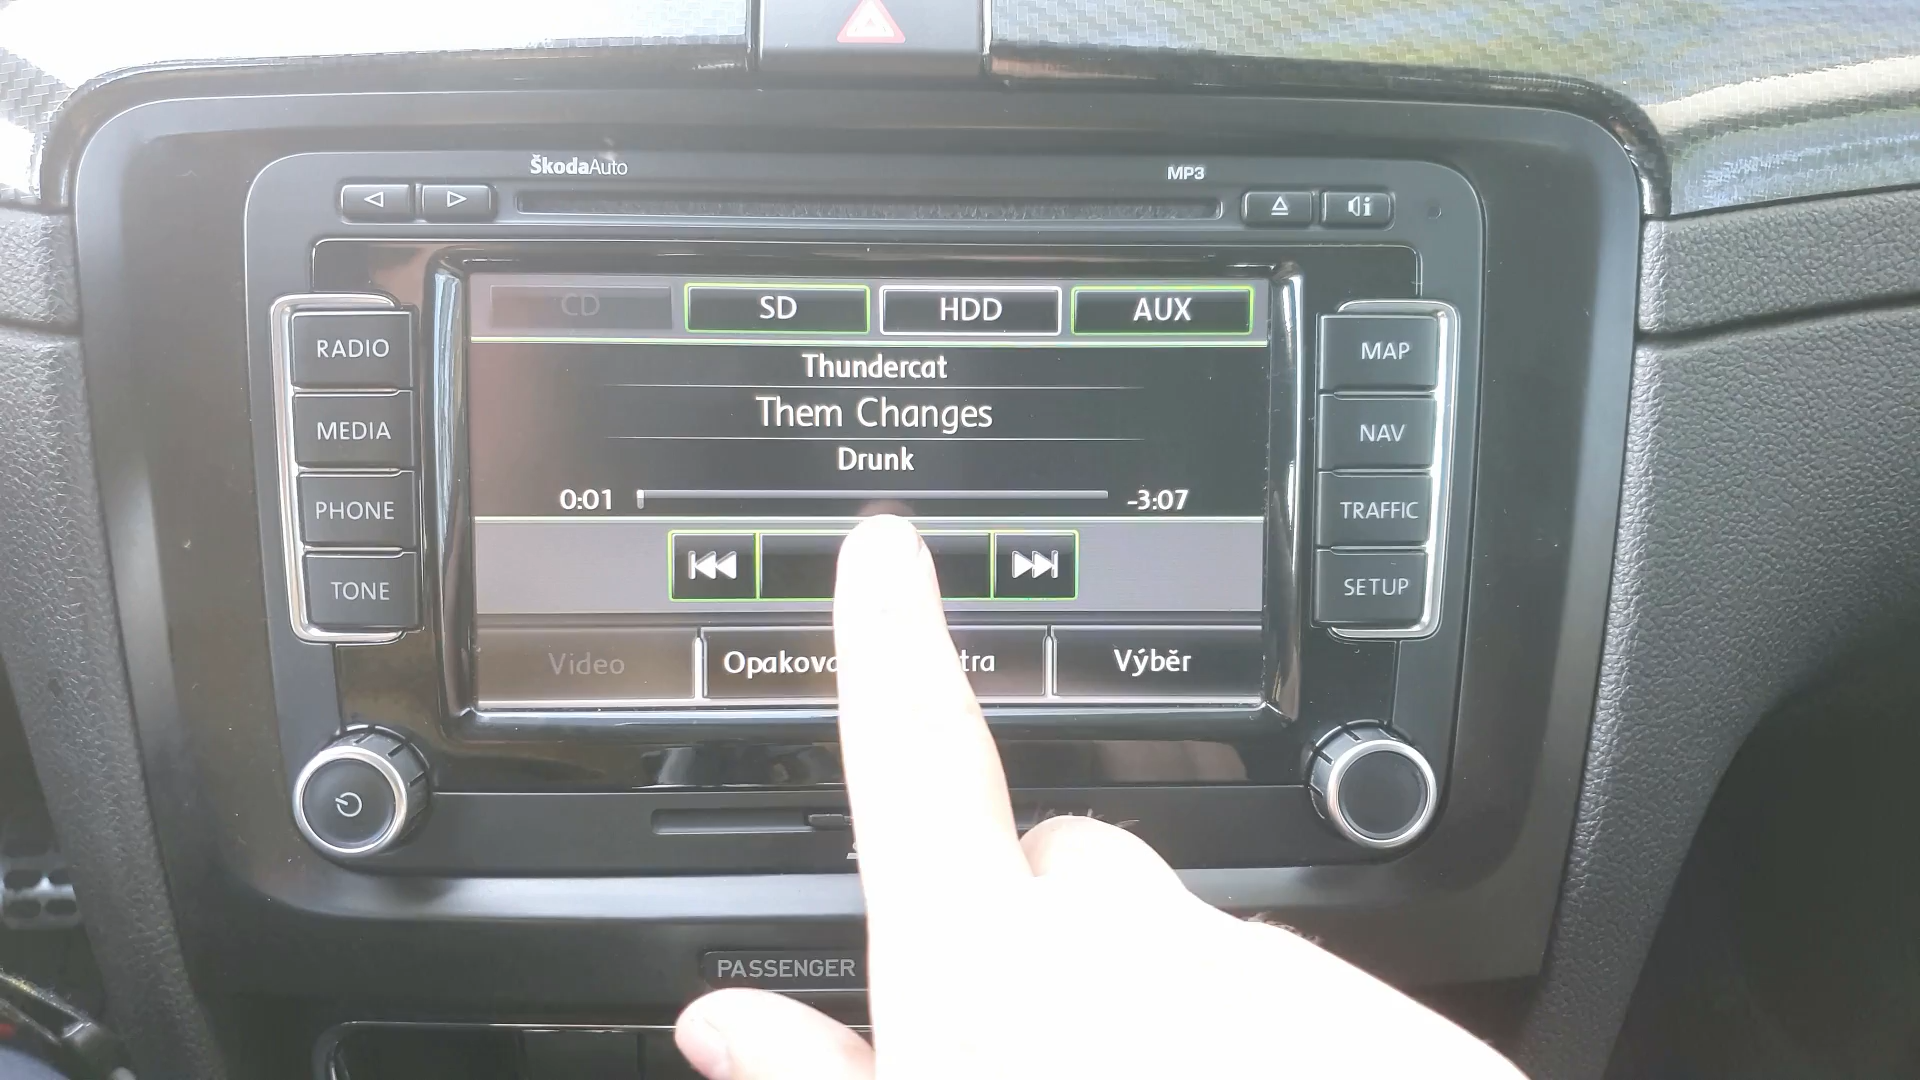 ŠkodaAuto
MP3
CD
SD
HDD
AUX
RADIO
MEDIA
PHONE
TONE
Thundercat
Them Changes
Drunk
0:01
-3:07
Video
Výběr
MAP
NAV
TRAFFIC
SETUP
PASSENGER